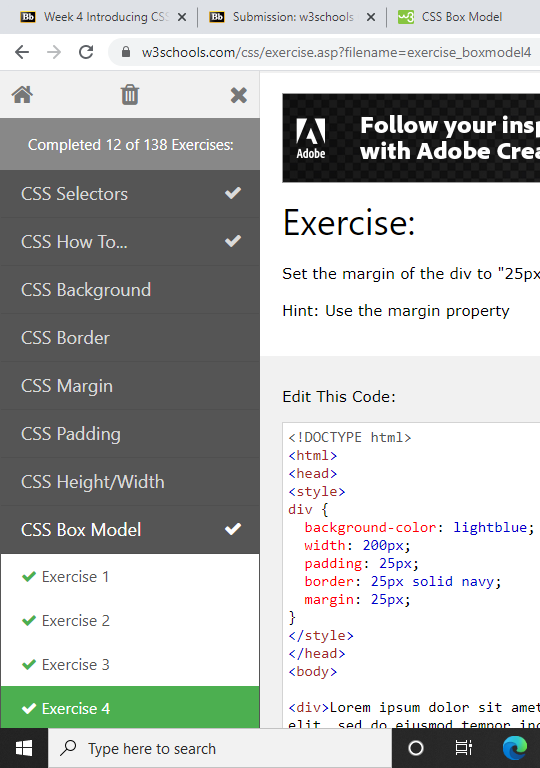 Week 4 Introducing CSS
Submission: w3schools
CSS Box Model
w3schools.com/css/exercise.asp?filename=exercise_boxmodel4
Completed 12 of 138 Exercises:
CSS Selectors
CSS How To...
CSS Background
CSS Border
CSS Margin
CSS Padding
CSS Height/Width
CSS Box Model
Exercise 1
Exercise 2
Exercise 3
Exercise 4
Adobe
Follow your insp
with Adobe Crea
Exercise:
Set the margin of the div to "25px
Hint: Use the margin property
Edit This Code:
<!DOCTYPE html>
<html>
<head>
<style>
div {
  background-color: lightblue;
  width: 200px;
  padding: 25px;
  border: 25px solid navy;
  margin: 25px;
}
</style>
</head>
<body>
<div>Lorem ipsum dolor sit amet
elit, sed do eiusmod tempor inc
Type here to search